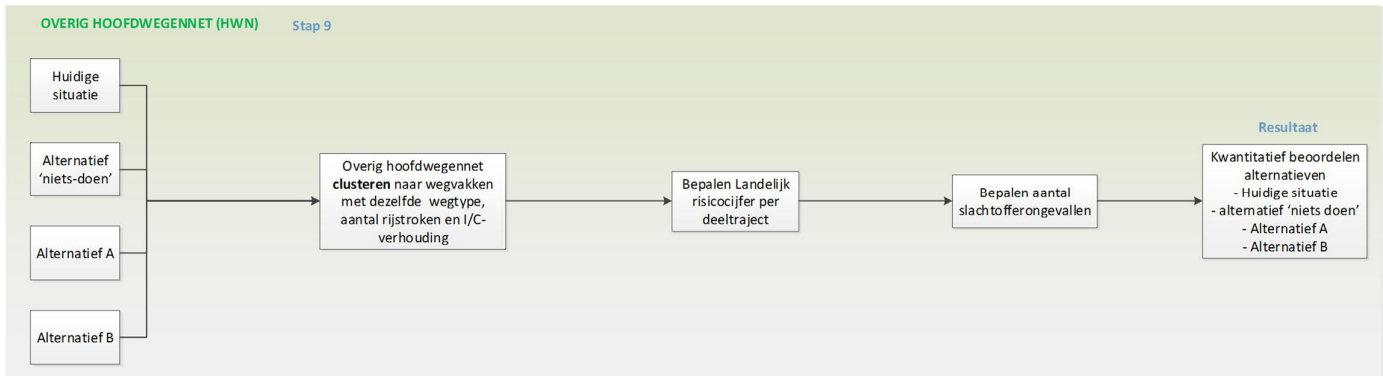 OVERIG HOOFDWEGENNET (HWN)
Stap 9
Huidige
situatie
Alternatief
‘niets-doen’
Alternatief A
Alternatief B
Overig hoofdwegennet
clusteren naar wegvakken
met dezelfde wegtype,
aantal rijstroken en I/C-
verhouding
Bepalen Landelijk
risicocijfer per
deeltraject
Bepalen aantal
slachtofferongevallen
Resultaat
Kwantitatief beoordelen
alternatieven
- Huidige situatie
- alternatief ‘niets doen’
- Alternatief A
- Alternatief B